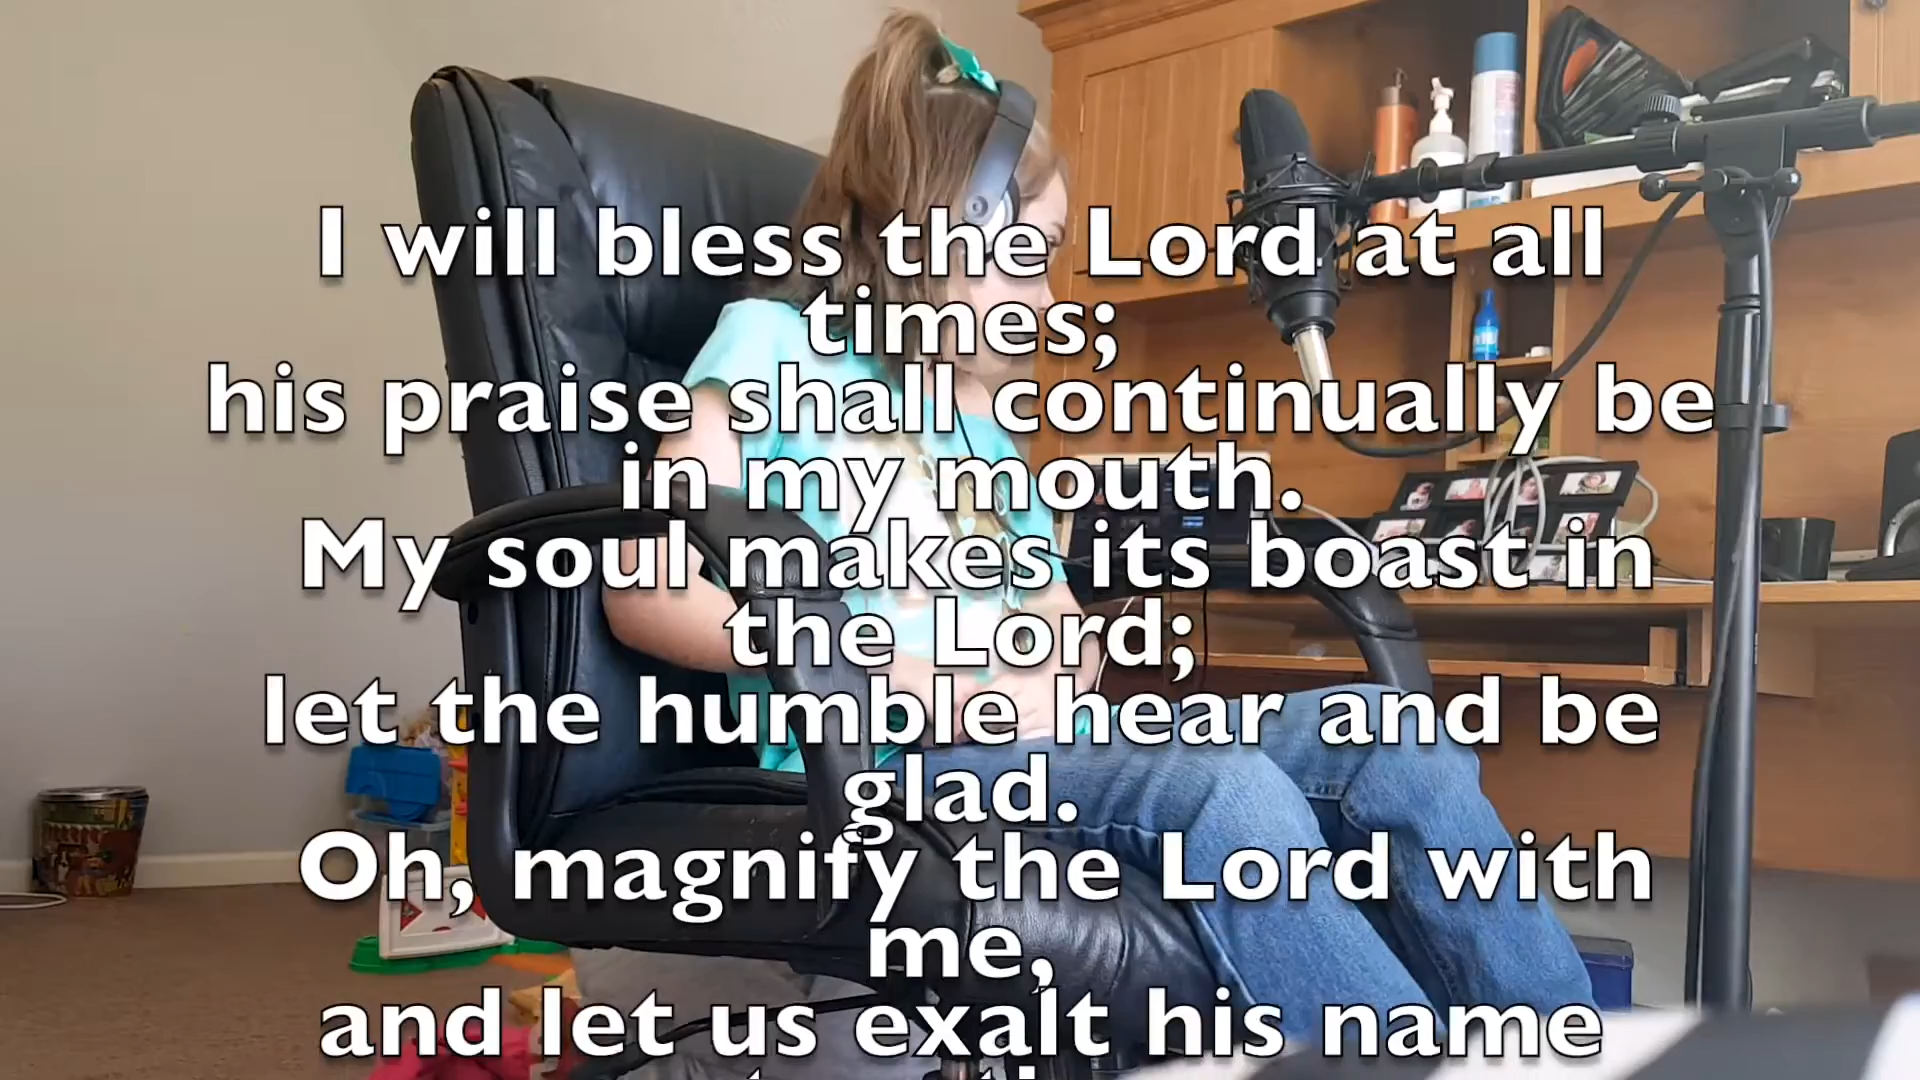 I will bless the Lord at all
times;
his praise shall continually be
in my mouth.
My soul makes its boast in
the Lord;
let the humble hear and be
glad.
Oh, magnify the Lord with
me,
and let us exalt his name